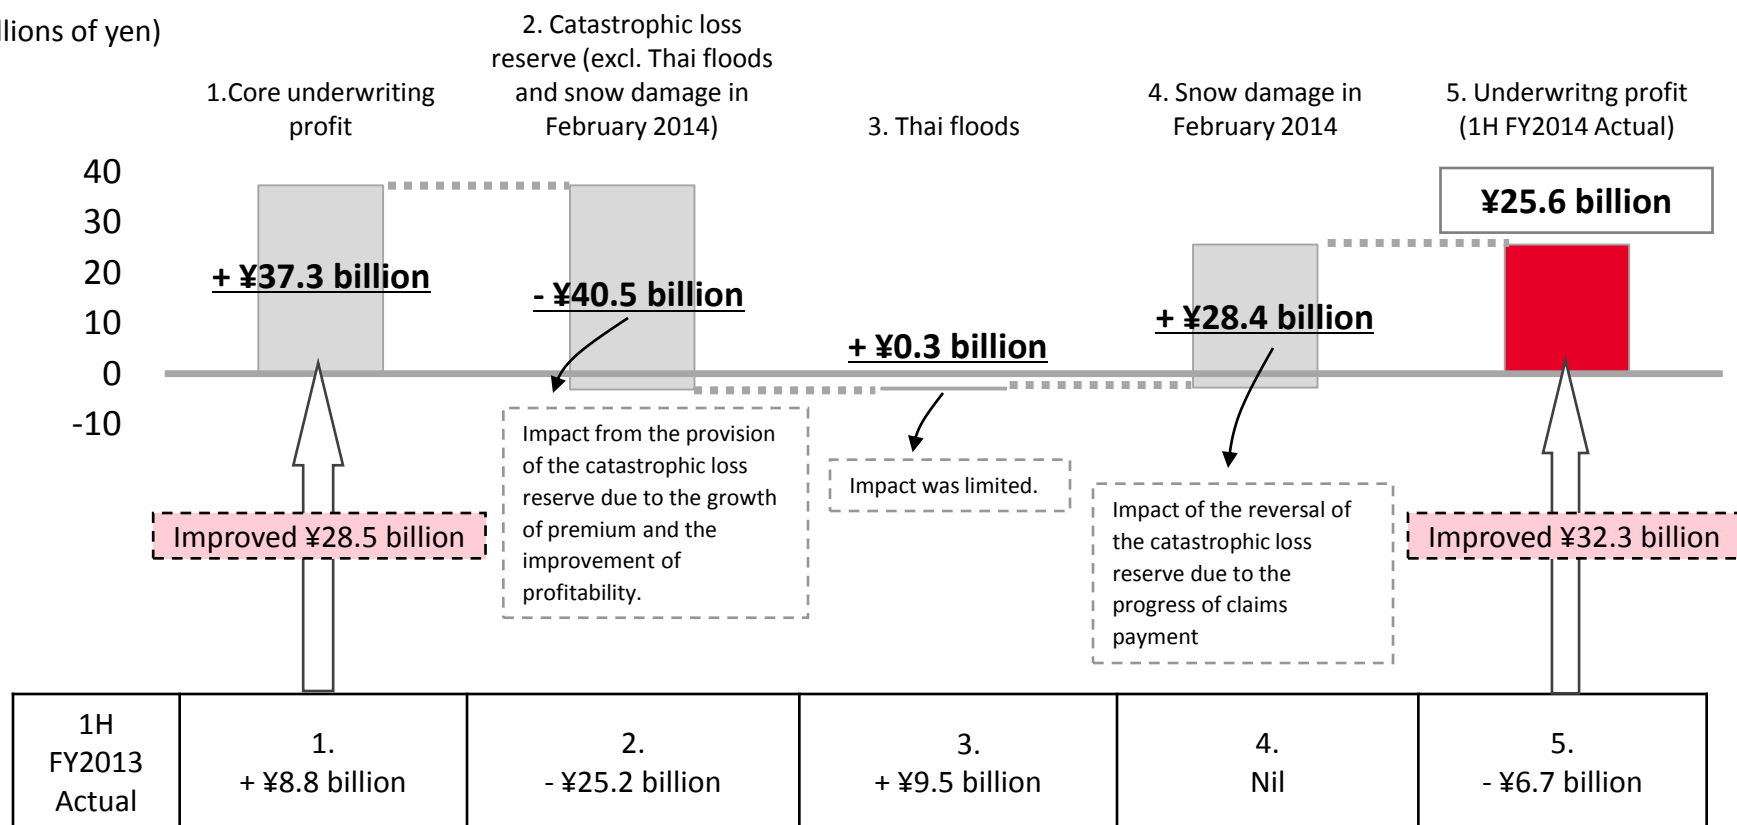 llions of yen)
1.Core underwriting
profit
2. Catastrophic loss
reserve (excl. Thai floods
and snow damage in
February 2014)
3. Thai floods
4. Snow damage in
February 2014
5. Underwritng profit
(1H FY2014 Actual)
40
30
20
10
0
-10
+ ¥37.3 billion
- ¥40.5 billion
+ ¥0.3 billion
+ ¥28.4 billion
¥25.6 billion
Improved ¥28.5 billion
Impact from the provision
of the catastrophic loss
reserve due to the growth
of premium and the
improvement of
profitability.
Impact was limited.
Impact of the reversal of
the catastrophic loss
reserve due to the
progress of claims
payment
Improved ¥32.3 billion
1H
FY2013
Actual
1.
+ ¥8.8 billion
2.
- ¥25.2 billion
3.
+ ¥9.5 billion
4.
Nil
5.
- ¥6.7 billion